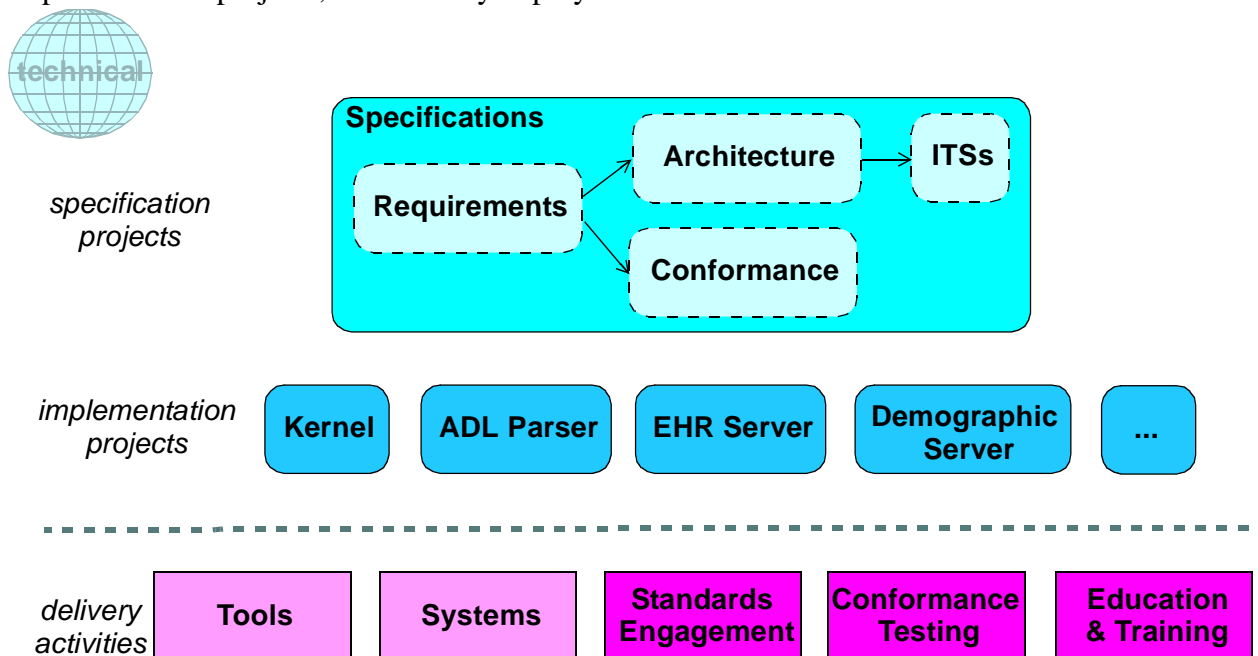 technical
Specifications
Architecture
ITSs
specification
projects
Requirements
Conformance
implementation
projects
Kernel
ADL Parser
EHR Server
Demographic
Server
...
delivery
activities
Tools
Systems
Standards
Engagement
Conformance
Testing
Education
& Training